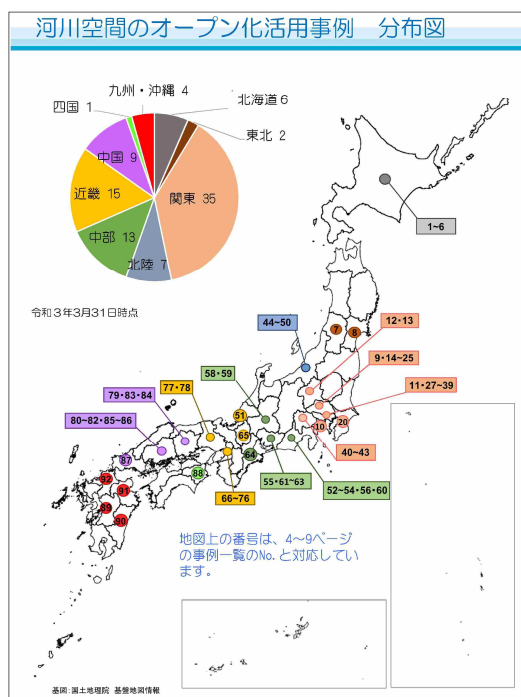 河川空間のオープン化活用事例　分布図
九州・沖縄 4
四国 1
北海道 6
東北 2
中国 9
近畿 15
関東 35
中部 13
北陸 7
令和3年3月31日時点
1~6
44~50
7
8
12・13
58・59
9・14~25
77・78
79・83・84
11・27~39
51
80~82・85~86
65
10
20
87
64
40~43
88
92
91
55・61~63
52~54・56・60
66~76
89
90
地図上の番号は、4~9ページ
の事例一覧のNo.と対応してい
ます。
基図:国土地理院 基盤地図情報